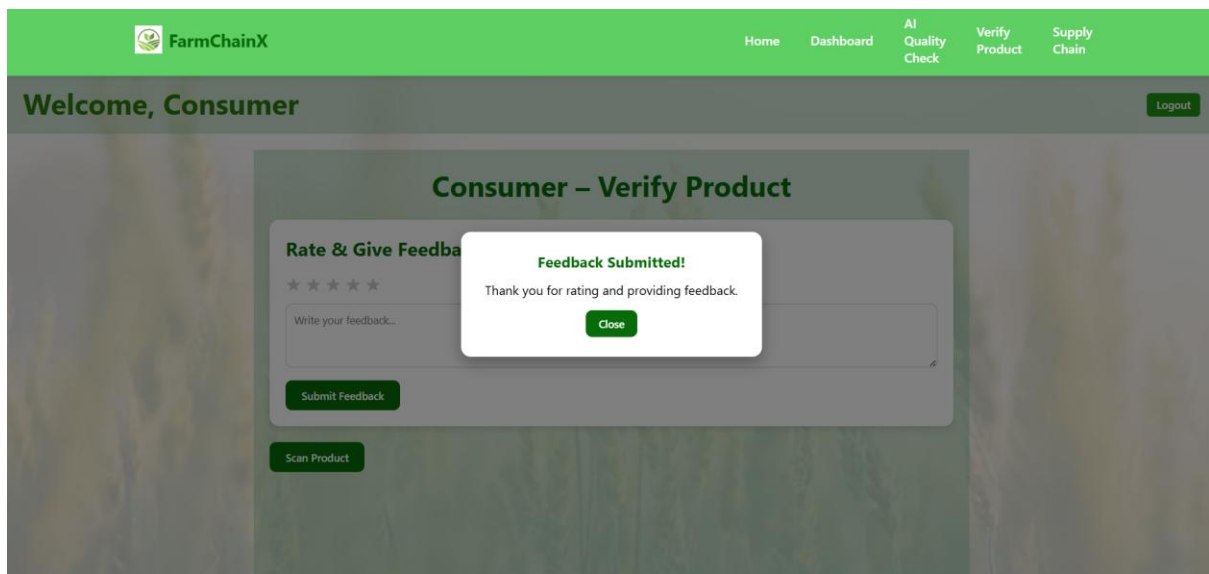 FarmChainX
Home
Dashboard
AI
Quality
Check
Verify
Product
Supply
Chain
Welcome, Consumer
Logout
Consumer – Verify Product
Rate & Give Feedba
Feedback Submitted!
Thank you for rating and providing feedback.
Close
Write your feedback...
Submit Feedback
Scan Product